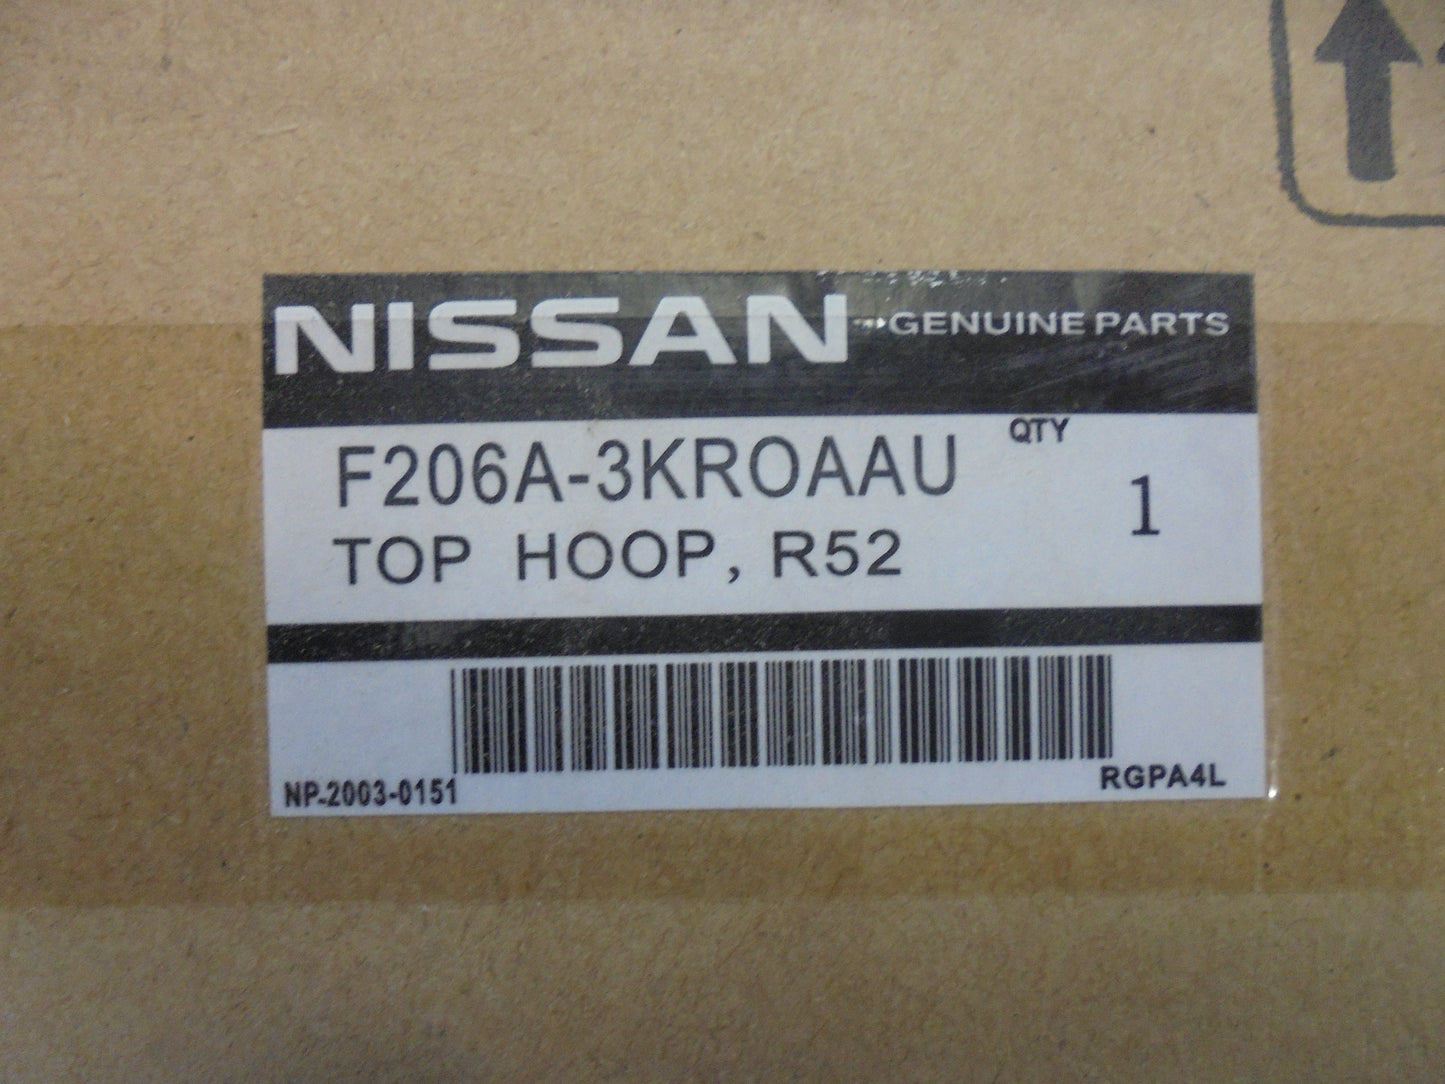 NISSAN GENUINE PARTS
F206A-3KROAAU QTY 1
TOP HOOP, R52
NP-2003-0151 RGPA4L